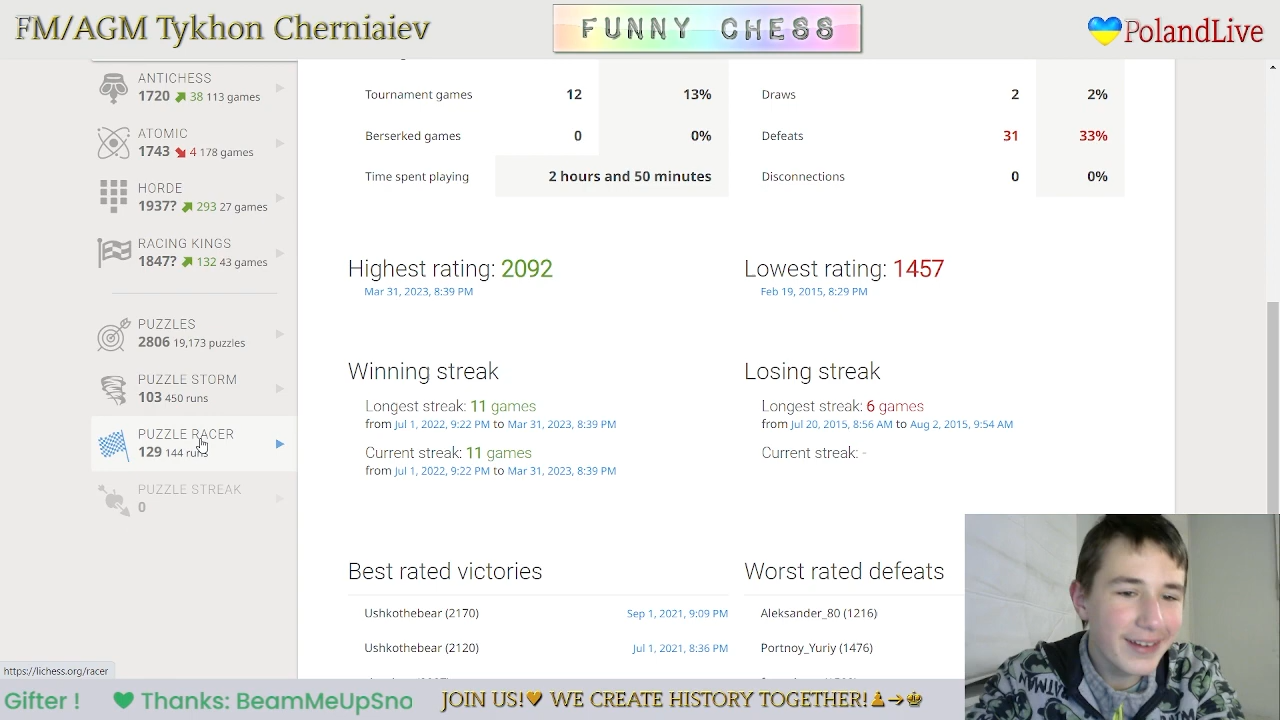 FM/AGM Tykhon Cherniaiev
FUNNY CHESS
PolandLive
ANTICHESS
1720 38 113 games
ATOMIC
1743 4 178 games
HORDE
1937? 293 27 games
RACING KINGS
1847? 132 43 games
PUZZLES
2806 19,173 puzzles
PUZZLE STORM
103 450 runs
PUZZLE RACER
129 144 runs
PUZZLE STREAK
0
Tournament games 12 13%
Berserked games 0 0%
Time spent playing 2 hours and 50 minutes
Draws 2 2%
Defeats 31 33%
Disconnections 0 0%
Highest rating: 2092
Mar 31, 2023, 8:39 PM
Lowest rating: 1457
Feb 19, 2015, 8:29 PM
Winning streak
Longest streak: 11 games
from Jul 1, 2022, 9:22 PM to Mar 31, 2023, 8:39 PM
Current streak: 11 games
from Jul 1, 2022, 9:22 PM to Mar 31, 2023, 8:39 PM
Losing streak
Longest streak: 6 games
from Jul 20, 2015, 8:56 AM to Aug 2, 2015, 9:54 AM
Current streak: -
Best rated victories
Ushkothebear (2170) Sep 1, 2021, 9:09 PM
Ushkothebear (2120) Jul 1, 2021, 8:36 PM
Worst rated defeats
Aleksander_80 (1216)
Portnoy_Yuriy (1476)
https://lichess.org/racer
BATMAN
Gifter ! Thanks: BeamMeUpSno
JOIN US! WE CREATE HISTORY TOGETHER!